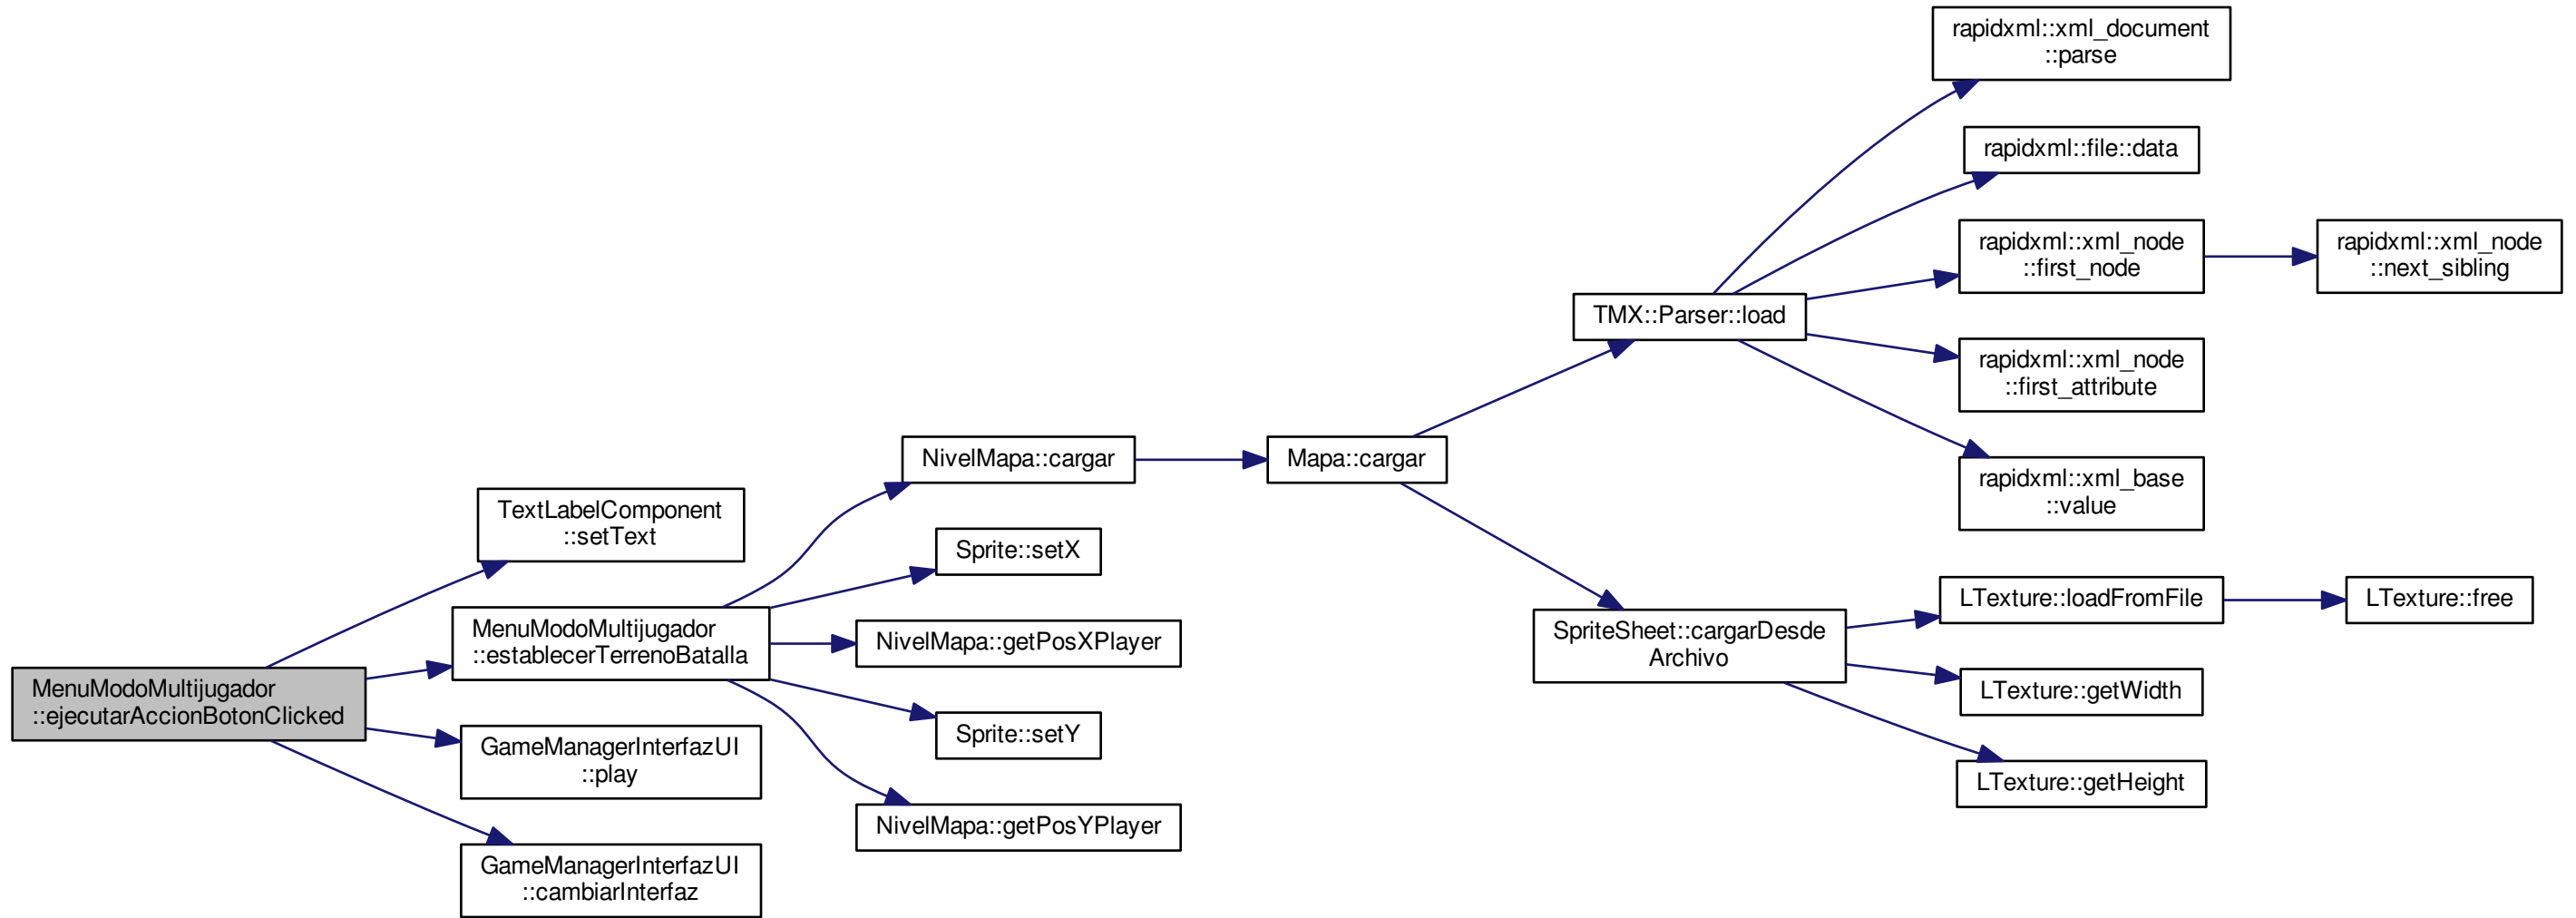 MenuModoMultijugador
::ejecutarAccionBotonClicked
TextLabelComponent
::setText
MenuModoMultijugador
::establecerTerrenoBatalla
GameManagerInterfazUI
::play
GameManagerInterfazUI
::cambiarInterfaz
NivelMapa::cargar
Sprite::setX
NivelMapa::getPosXPlayer
Sprite::setY
NivelMapa::getPosYPlayer
Mapa::cargar
TMX::Parser::load
SpriteSheet::cargarDesde
Archivo
rapidxml::xml_document
::parse
rapidxml::file::data
rapidxml::xml_node
::first_node
rapidxml::xml_node
::first_attribute
rapidxml::xml_base
::value
LTexture::loadFromFile
LTexture::getWidth
LTexture::getHeight
rapidxml::xml_node
::next_sibling
LTexture::free